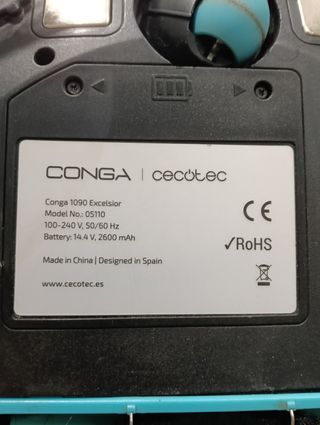 CONGA | cecotec
Conga 1090 Excelsior
Model No.: 05110
100-240 V, 50/60 Hz
Battery: 14.4 V, 2600 mAh
CE
✓RoHS
Made in China | Designed in Spain
www.cecotec.es